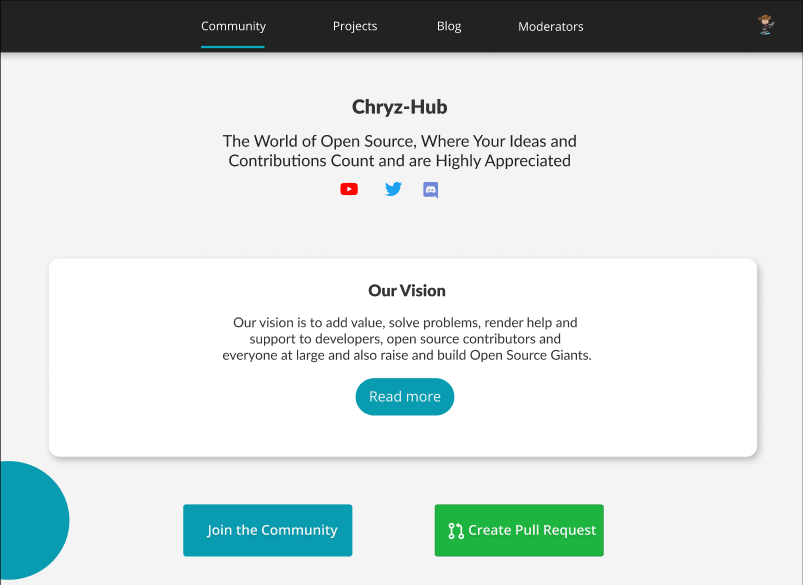 Community Projects Blog Moderators
Chryz-Hub
The World of Open Source, Where Your Ideas and
Contributions Count and are Highly Appreciated
Our Vision
Our vision is to add value, solve problems, render help and
support to developers, open source contributors and
everyone at large and also raise and build Open Source Giants.
Read more
Join the Community
Create Pull Request